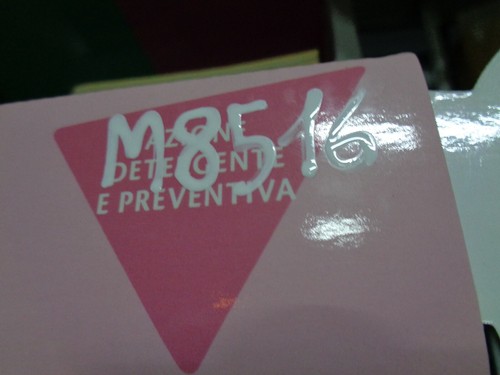 M8516
AZIONE
DETERGENTE
E PREVENTIVA